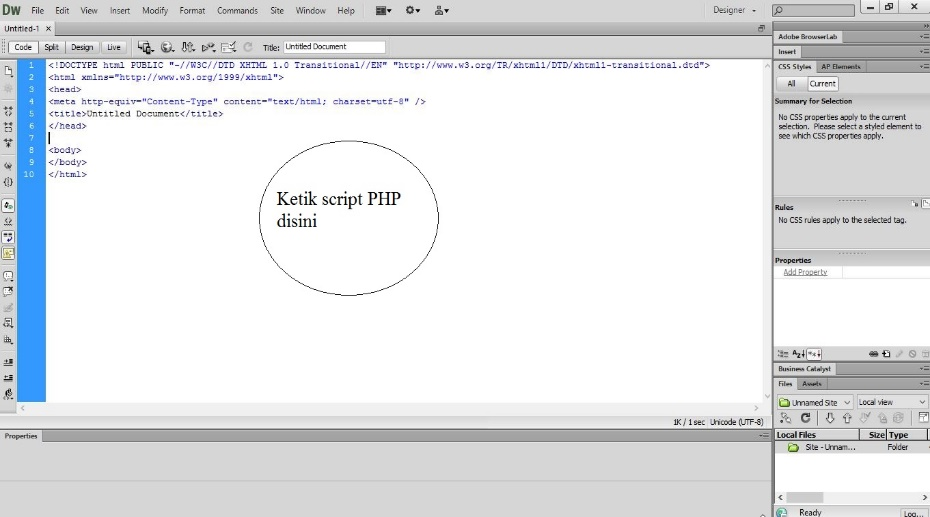 Dw File Edit View Insert Modify Format Commands Site Window Help Designer
Untitled-1
Code Split Design Live Title: Untitled Document
1 <!DOCTYPE html PUBLIC "-//W3C//DTD XHTML 1.0 Transitional//EN" "http://www.w3.org/TR/xhtml1/DTD/xhtml1-transitional.dtd">
2 <html xmlns="http://www.w3.org/1999/xhtml">
3 <head>
4 <meta http-equiv="Content-Type" content="text/html; charset=utf-8" />
5 <title>Untitled Document</title>
6 </head>
7
8 <body>
9 </body>
10 </html>
Ketik script PHP
disini
1K / 1 sec Unicode (UTF-8)
Properties
Adobe BrowserLab
Insert
CSS Styles AP Elements
All Current
Summary for Selection
No CSS properties apply to the current
selection. Please select a styled element to
see which CSS properties apply.
Rules
No CSS rules apply to the selected tag.
Properties
Add Property
Business Catalyst
Files Assets
Unnamed Site Local view
Local Files Size Type
Site - Unnam... Folder
Ready Log...